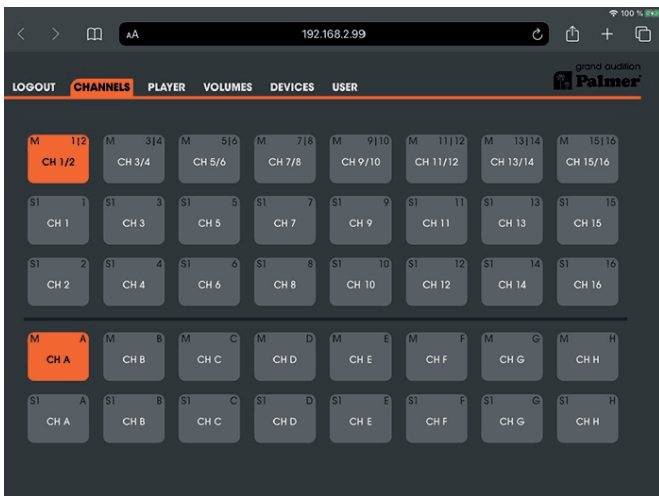 100 %
AA 192.168.2.99
grand audition
Palmer
LOGOUT CHANNELS PLAYER VOLUMES DEVICES USER
M 1|2 M 3|4 M 5|6 M 7|8 M 9|10 M 11|12 M 13|14 M 15|16
CH 1/2 CH 3/4 CH 5/6 CH 7/8 CH 9/10 CH 11/12 CH 13/14 CH 15/16
S1 1 S1 3 S1 5 S1 7 S1 9 S1 11 S1 13 S1 15
CH 1 CH 3 CH 5 CH 7 CH 9 CH 11 CH 13 CH 15
S1 2 S1 4 S1 6 S1 8 S1 10 S1 12 S1 14 S1 16
CH 2 CH 4 CH 6 CH 8 CH 10 CH 12 CH 14 CH 16
M A M B M C M D M E M F M G M H
CH A CH B CH C CH D CH E CH F CH G CH H
S1 A S1 B S1 C S1 D S1 E S1 F S1 G S1 H
CH A CH B CH C CH D CH E CH F CH G CH H